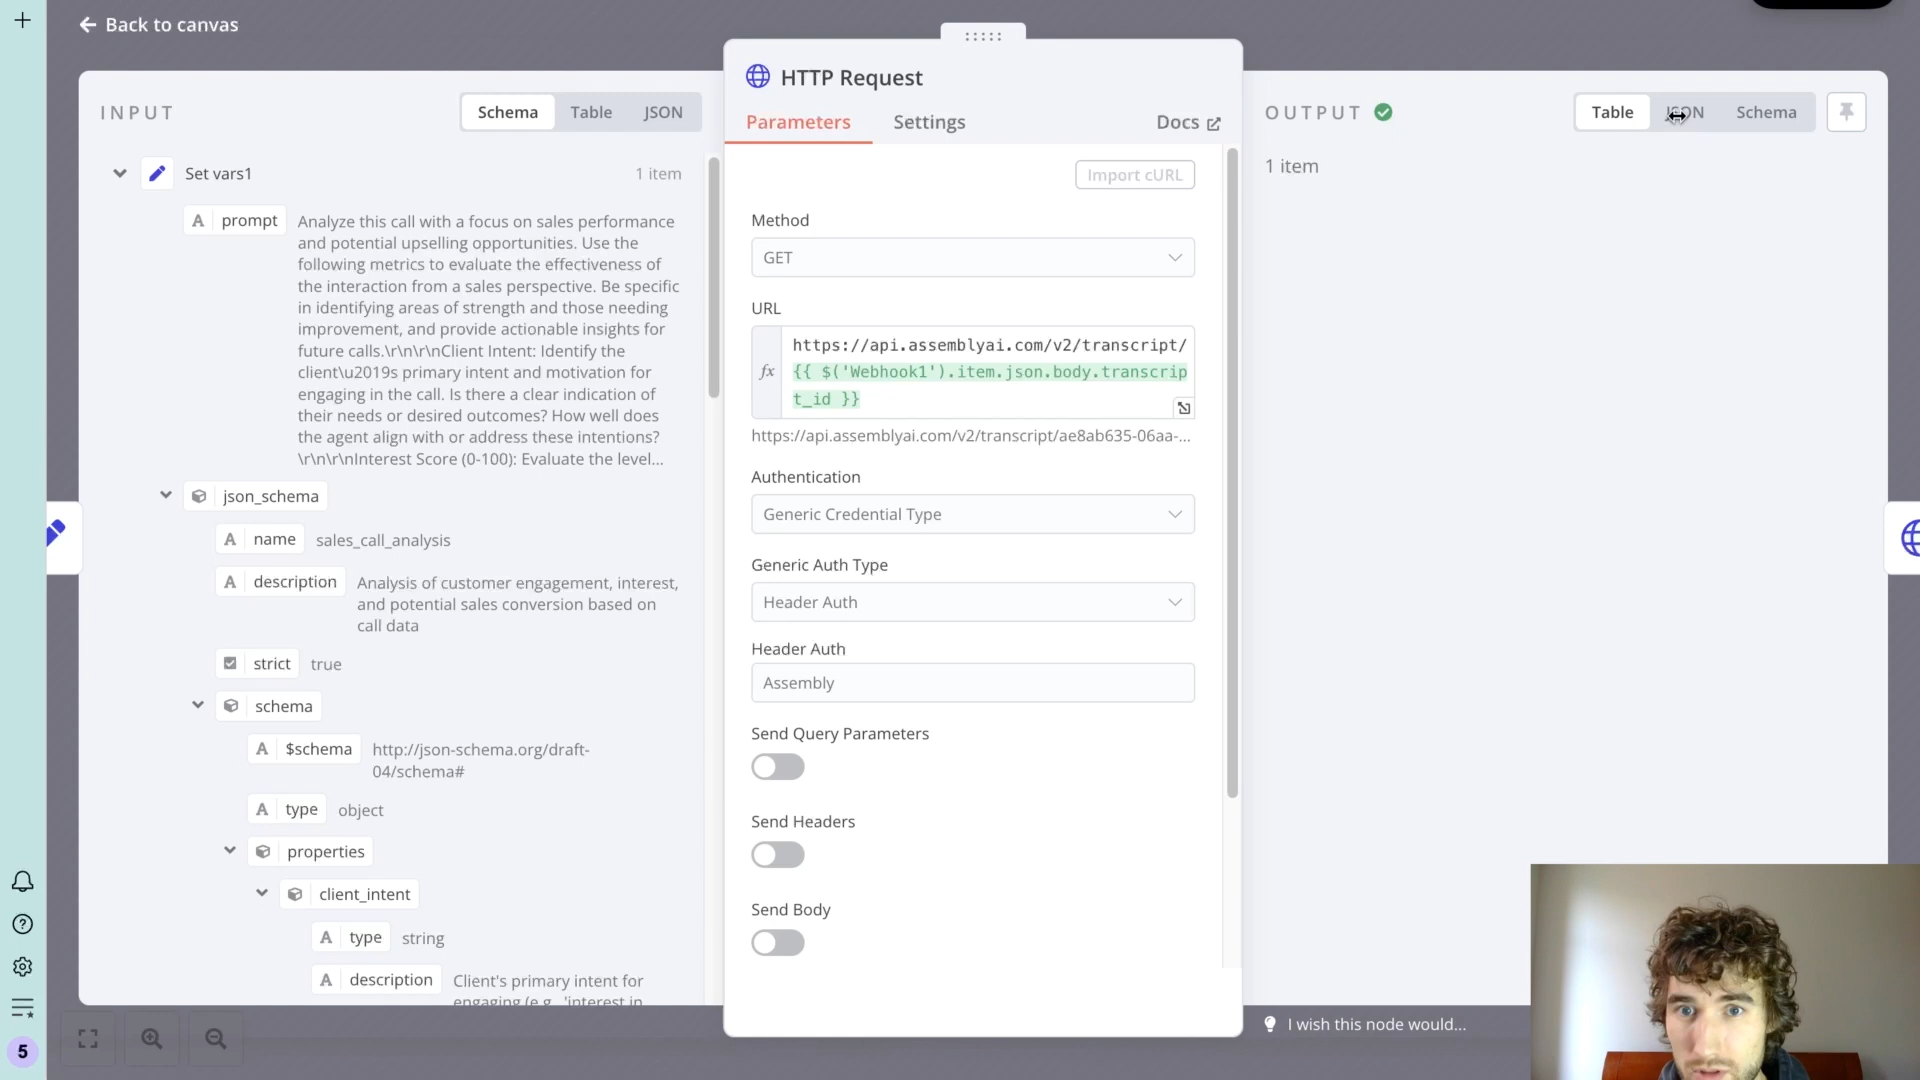 Back to canvas
INPUT
Schema
Table
JSON
Set vars1
1 item
A prompt
Analyze this call with a focus on sales performance
and potential upselling opportunities. Use the
following metrics to evaluate the effectiveness of
the interaction from a sales perspective. Be specific
in identifying areas of strength and those needing
improvement, and provide actionable insights for
future calls.\r\n\r\nClient Intent: Identify the
client\u2019s primary intent and motivation for
engaging in the call. Is there a clear indication of
their needs or desired outcomes? How well does
the agent align with or address these intentions?
\r\n\r\nInterest Score (0-100): Evaluate the level...
json_schema
A name sales_call_analysis
A description
Analysis of customer engagement, interest,
and potential sales conversion based on
call data
strict true
schema
A $schema
http://json-schema.org/draft-
04/schema#
A type object
properties
client_intent
A type string
A description
Client's primary intent for
engaging (e.g., 'interest in
5
HTTP Request
Parameters
Settings
Docs
Import cURL
Method
GET
URL
fx
https://api.assemblyai.com/v2/transcript/
{{ $('Webhook1').item.json.body.transcrip
t_id }}
https://api.assemblyai.com/v2/transcript/ae8ab635-06aa-...
Authentication
Generic Credential Type
Generic Auth Type
Header Auth
Header Auth
Assembly
Send Query Parameters
Send Headers
Send Body
OUTPUT
Table
JSON
Schema
1 item
I wish this node would...